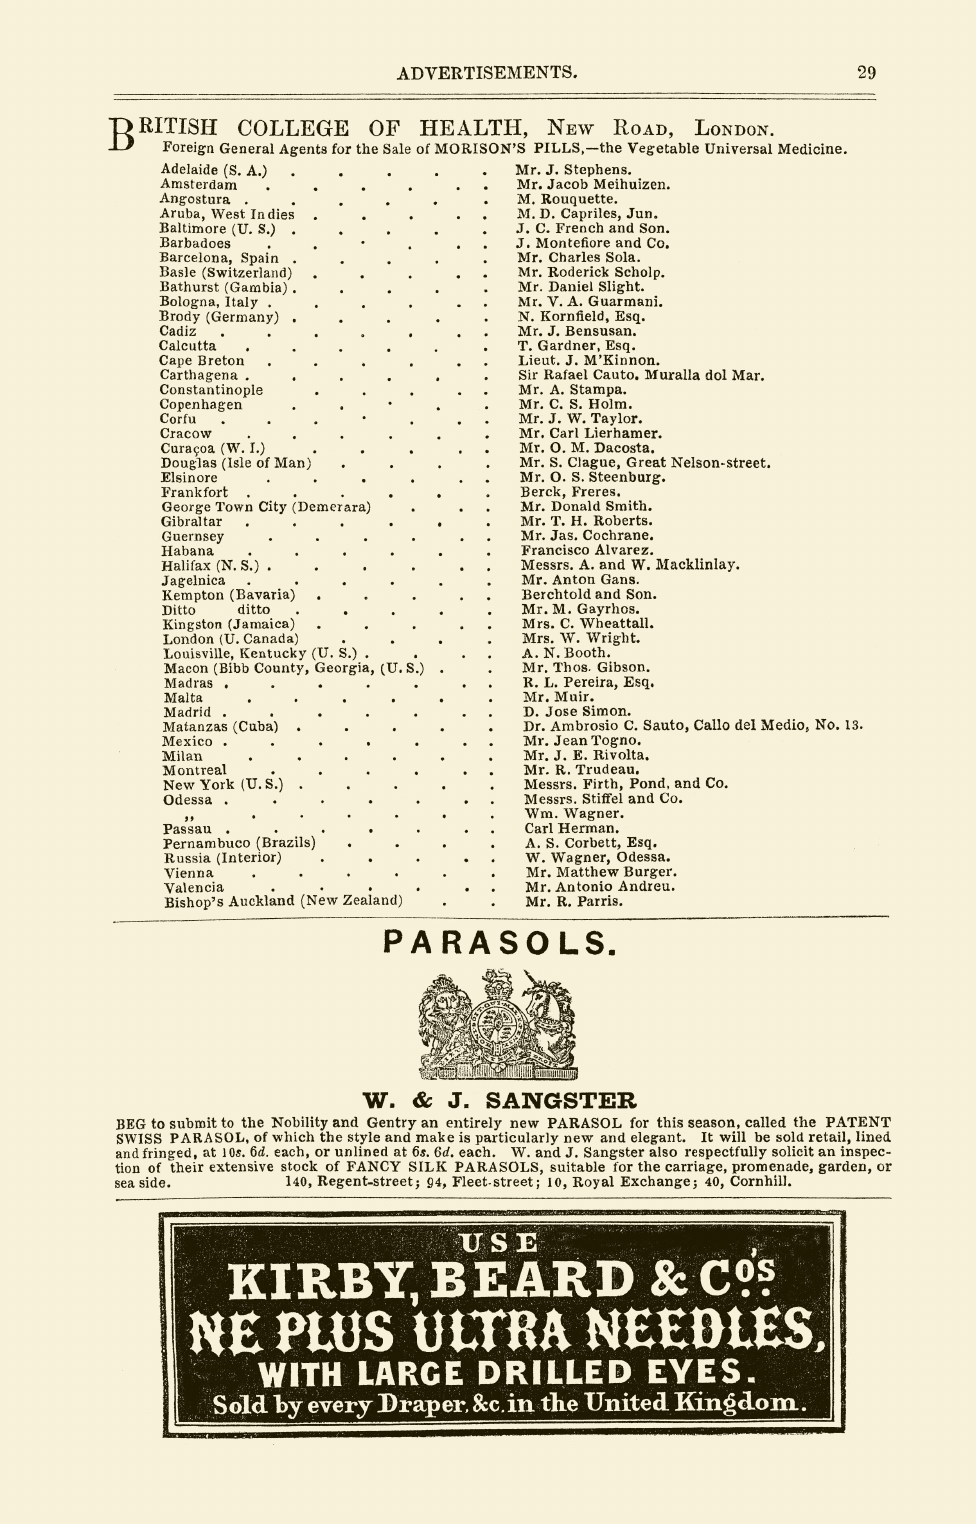 ADVERTISEMENTS. 29
BRITISH COLLEGE OF HEALTH, NEW ROAD, LONDON.
Foreign General Agents for the Sale of MORISON'S PILLS,—the Vegetable Universal Medicine.
Adelaide (S. A.) . . . . . Mr. J. Stephens.
Amsterdam . . . . . . Mr. Jacob Meihuizen.
Angostura . . . . . . M. Rouquette.
Aruba, West Indies . . . . . M. D. Capriles, Jun.
Baltimore (U. S.) . . . . . J. C. French and Son.
Barbadoes . . . . . . J. Montefiore and Co.
Barcelona, Spain . . . . . Mr. Charles Sola.
Basle (Switzerland) . . . . . Mr. Roderick Scholp.
Bathurst (Gambia) . . . . . Mr. Daniel Slight.
Bologna, Italy . . . . . . Mr. V. A. Guarmani.
Brody (Germany) . . . . . N. Kornfield, Esq.
Cadiz . . . . . . . Mr. J. Bensusan.
Calcutta . . . . . . T. Gardner, Esq.
Cape Breton . . . . . . Lieut. J. M'Kinnon.
Carthagena . . . . . . Sir Rafael Cauto. Muralla dol Mar.
Constantinople . . . . . Mr. A. Stampa.
Copenhagen . . . . . Mr. C. S. Holm.
Corfu . . . . . . Mr. J. W. Taylor.
Cracow . . . . . . Mr. Carl Lierhamer.
Curaçoa (W. I.) . . . . . Mr. O. M. Dacosta.
Douglas (Isle of Man) . . . . Mr. S. Clague, Great Nelson-street.
Elsinore . . . . . . Mr. O. S. Steenburg.
Frankfort . . . . . . Berck, Freres.
George Town City (Demerara) . . . Mr. Donald Smith.
Gibraltar . . . . . . Mr. T. H. Roberts.
Guernsey . . . . . . Mr. Jas. Cochrane.
Habana . . . . . . Francisco Alvarez.
Halifax (N. S.) . . . . . . Messrs. A. and W. Macklinlay.
Jagelnica . . . . . . Mr. Anton Gans.
Kempton (Bavaria) . . . . . Berchtold and Son.
Ditto ditto . . . . . Mr. M. Gayrhos.
Kingston (Jamaica) . . . . . Mrs. C. Wheattall.
London (U. Canada) . . . . Mrs. W. Wright.
Louisville, Kentucky (U. S.) . . . . A. N. Booth.
Macon (Bibb County, Georgia, (U. S.) . . Mr. Thos. Gibson.
Madras . . . . . . . R. L. Pereira, Esq.
Malta . . . . . . Mr. Muir.
Madrid . . . . . . . D. Jose Simon.
Matanzas (Cuba) . . . . . Dr. Ambrosio C. Sauto, Callo del Medio, No. 13.
Mexico . . . . . . . Mr. Jean Togno.
Milan . . . . . . Mr. J. E. Rivolta.
Montreal . . . . . . Mr. R. Trudeau.
New York (U. S.) . . . . . Messrs. Firth, Pond, and Co.
Odessa . . . . . . . Messrs. Stiffel and Co.
„ . . . . . . Wm. Wagner.
Passau . . . . . . . Carl Herman.
Pernambuco (Brazils) . . . . A. S. Corbett, Esq.
Russia (Interior) . . . . . W. Wagner, Odessa.
Vienna . . . . . . Mr. Matthew Burger.
Valencia . . . . . . Mr. Antonio Andreu.
Bishop's Auckland (New Zealand) . . Mr. R. Parris.
PARASOLS.
W. & J. SANGSTER
BEG to submit to the Nobility and Gentry an entirely new PARASOL for this season, called the PATENT
SWISS PARASOL, of which the style and make is particularly new and elegant. It will be sold retail, lined
and fringed, at 10s. 6d. each, or unlined at 6s. 6d. each. W. and J. Sangster also respectfully solicit an inspec-
tion of their extensive stock of FANCY SILK PARASOLS, suitable for the carriage, promenade, garden, or
sea side. 140, Regent-street; 94, Fleet-street; 10, Royal Exchange; 40, Cornhill.
USE
KIRBY, BEARD & CO'S.
NE PLUS ULTRA NEEDLES,
WITH LARGE DRILLED EYES.
Sold by every Draper, &c. in the United Kingdom.